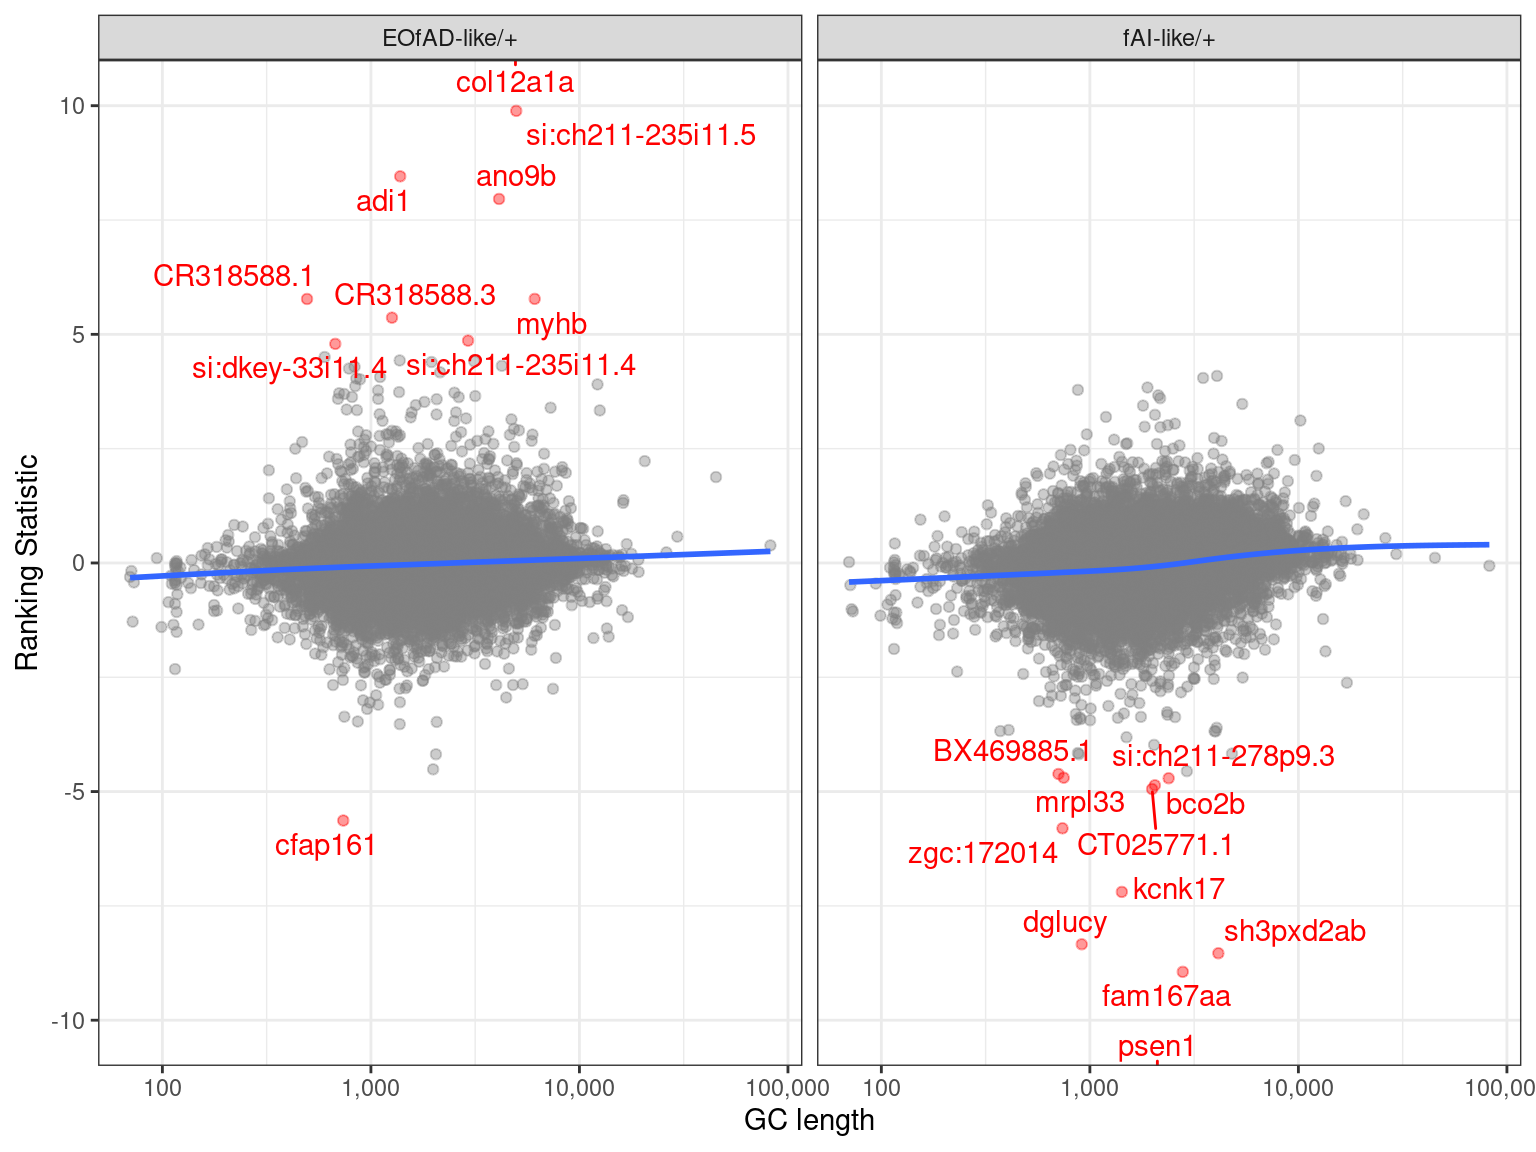 EOfAD-like/+
fAI-like/+
col12a1a
si:ch211-235i11.5
ano9b
adi1
CR318588.1
CR318588.3
myhb
si:dkey-33i11.4
si:ch211-235i11.4
cfap161
BX469885.1
si:ch211-278p9.3
mrpl33
bco2b
CT025771.1
zgc:172014
kcnk17
dglucy
sh3pxd2ab
fam167aa
psen1
10
5
0
-5
-10
Ranking Statistic
100
1,000
10,000
100,000
100
1,000
10,000
100,00
GC length